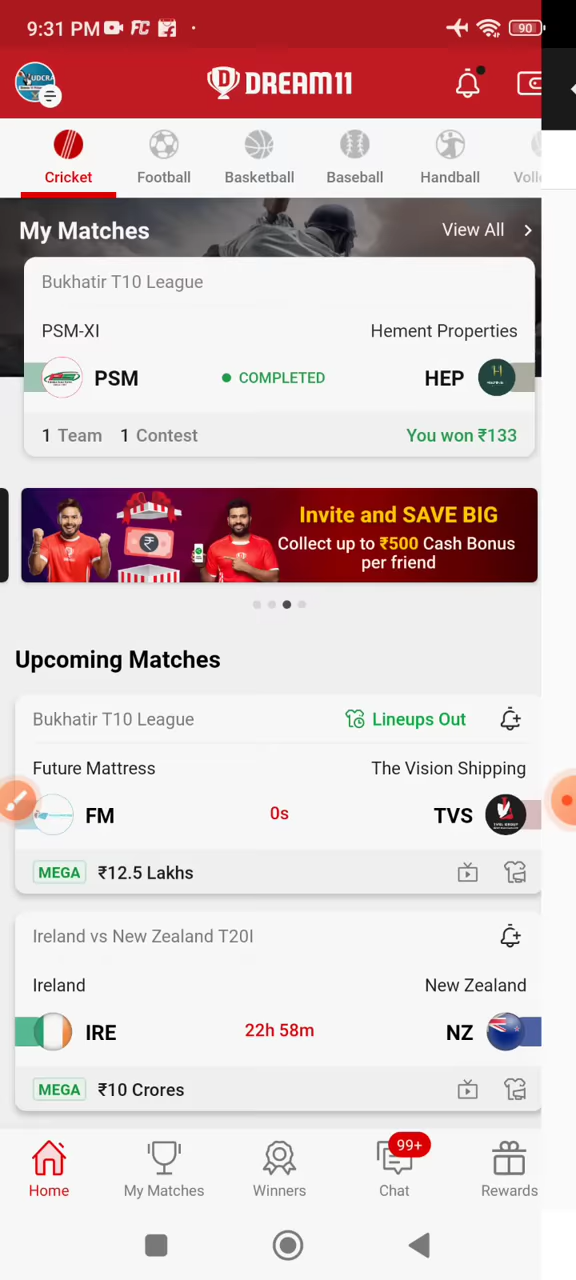 9:31 PM FC 90
DREAM11
Cricket Football Basketball Baseball Handball Voll
My Matches View All
Bukhatir T10 League
PSM-XI Hement Properties
PSM COMPLETED HEP
1 Team 1 Contest You won ₹133
Invite and SAVE BIG
Collect up to ₹500 Cash Bonus
per friend
Upcoming Matches
Bukhatir T10 League Lineups Out
Future Mattress The Vision Shipping
FM 0s TVS
MEGA ₹12.5 Lakhs
Ireland vs New Zealand T20I
Ireland New Zealand
IRE 22h 58m NZ
MEGA ₹10 Crores
99+
Home My Matches Winners Chat Rewards